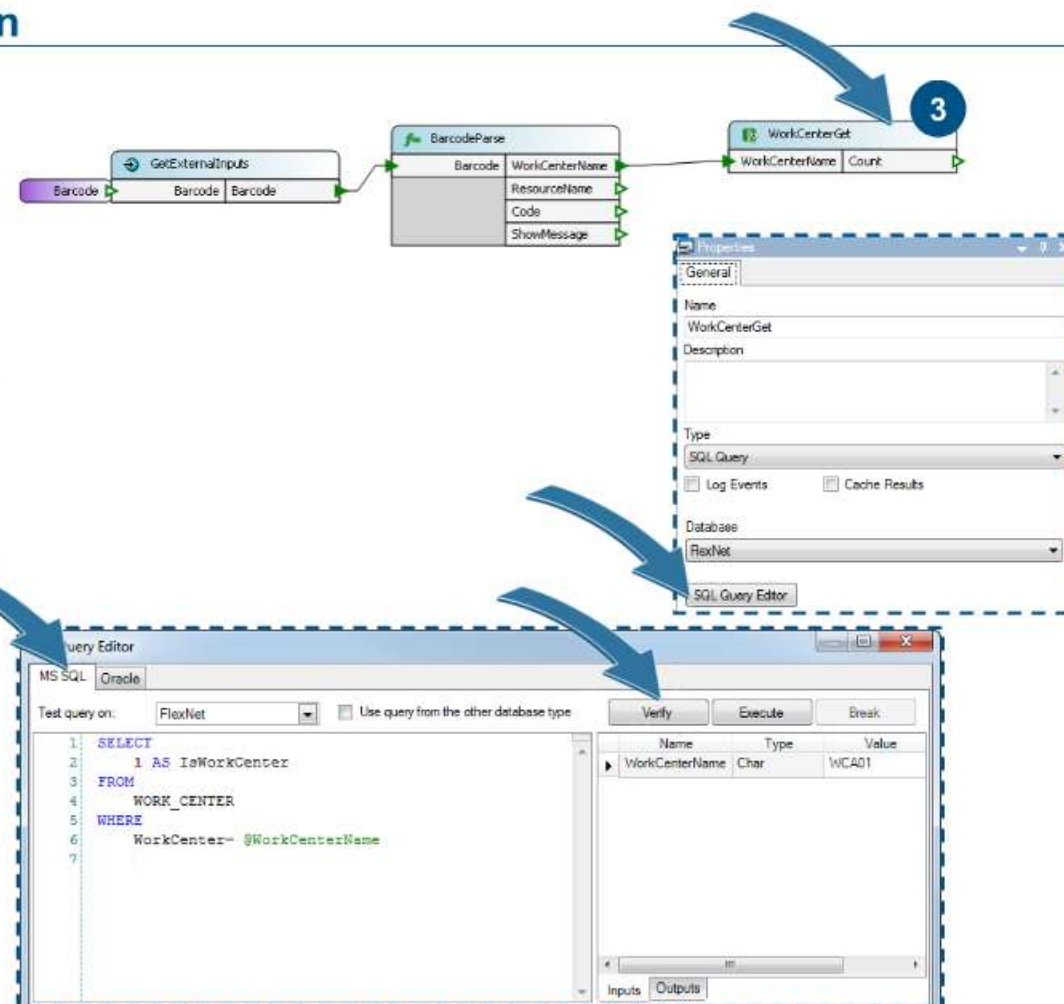 n
3
GetExternalInputs
Barcode Barcode Barcode
BarcodeParse
Barcode WorkCenterName
ResourceName
Code
ShowMessage
WorkCenterGet
WorkCenterName Count
Properties
General
Name
WorkCenterGet
Description
Type
SQL Query
Log Events Cache Results
Database
FlexNet
SQL Query Editor
uery Editor
MS SQL Oracle
Test query on: FlexNet Use query from the other database type Verify Execute Break
Name Type Value
WorkCenterName Char WCA01
1 SELECT
2 1 AS IsWorkCenter
3 FROM
4 WORK_CENTER
5 WHERE
6 WorkCenter= @WorkCenterName
7
Inputs Outputs